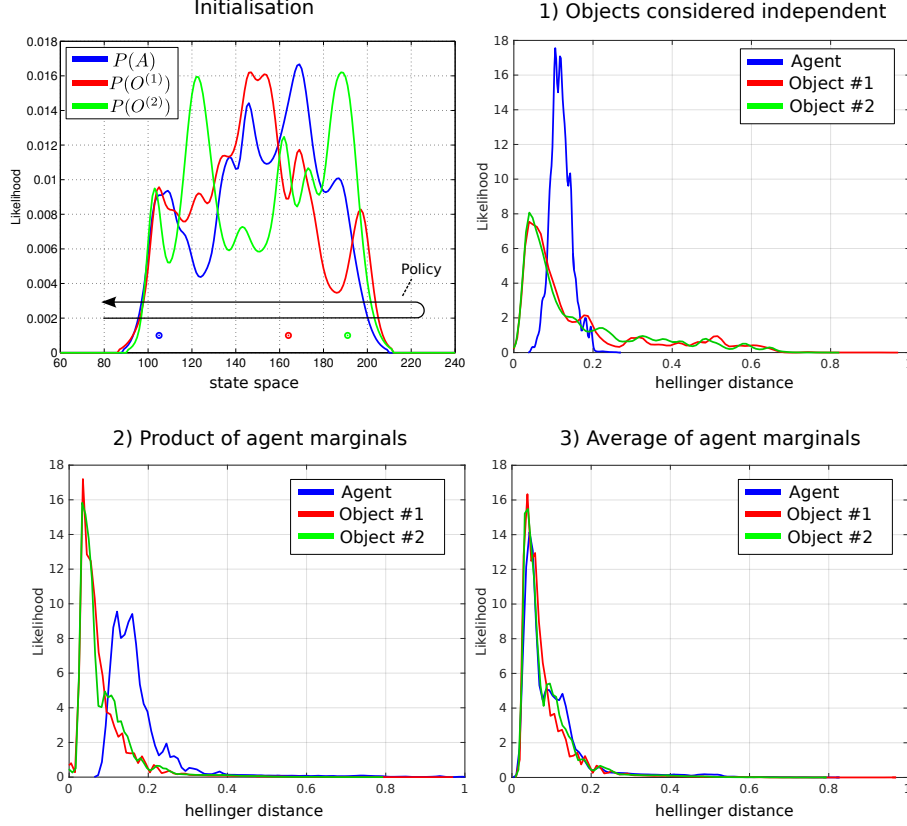 Initialisation
0.018
0.016
0.014
0.012
0.01
0.008
0.006
0.004
0.002
0
60 80 100 120 140 160 180 200 220 240
Likelihood
state space
P(A)
P(O^{(1)})
P(O^{(2)})
Policy
1) Objects considered independent
18
16
14
12
10
8
6
4
2
0
0 0.2 0.4 0.6 0.8 1
Likelihood
hellinger distance
Agent
Object #1
Object #2
2) Product of agent marginals
18
16
14
12
10
8
6
4
2
0
0 0.2 0.4 0.6 0.8 1
Likelihood
hellinger distance
Agent
Object #1
Object #2
3) Average of agent marginals
18
16
14
12
10
8
6
4
2
0
0 0.2 0.4 0.6 0.8 1
Likelihood
hellinger distance
Agent
Object #1
Object #2